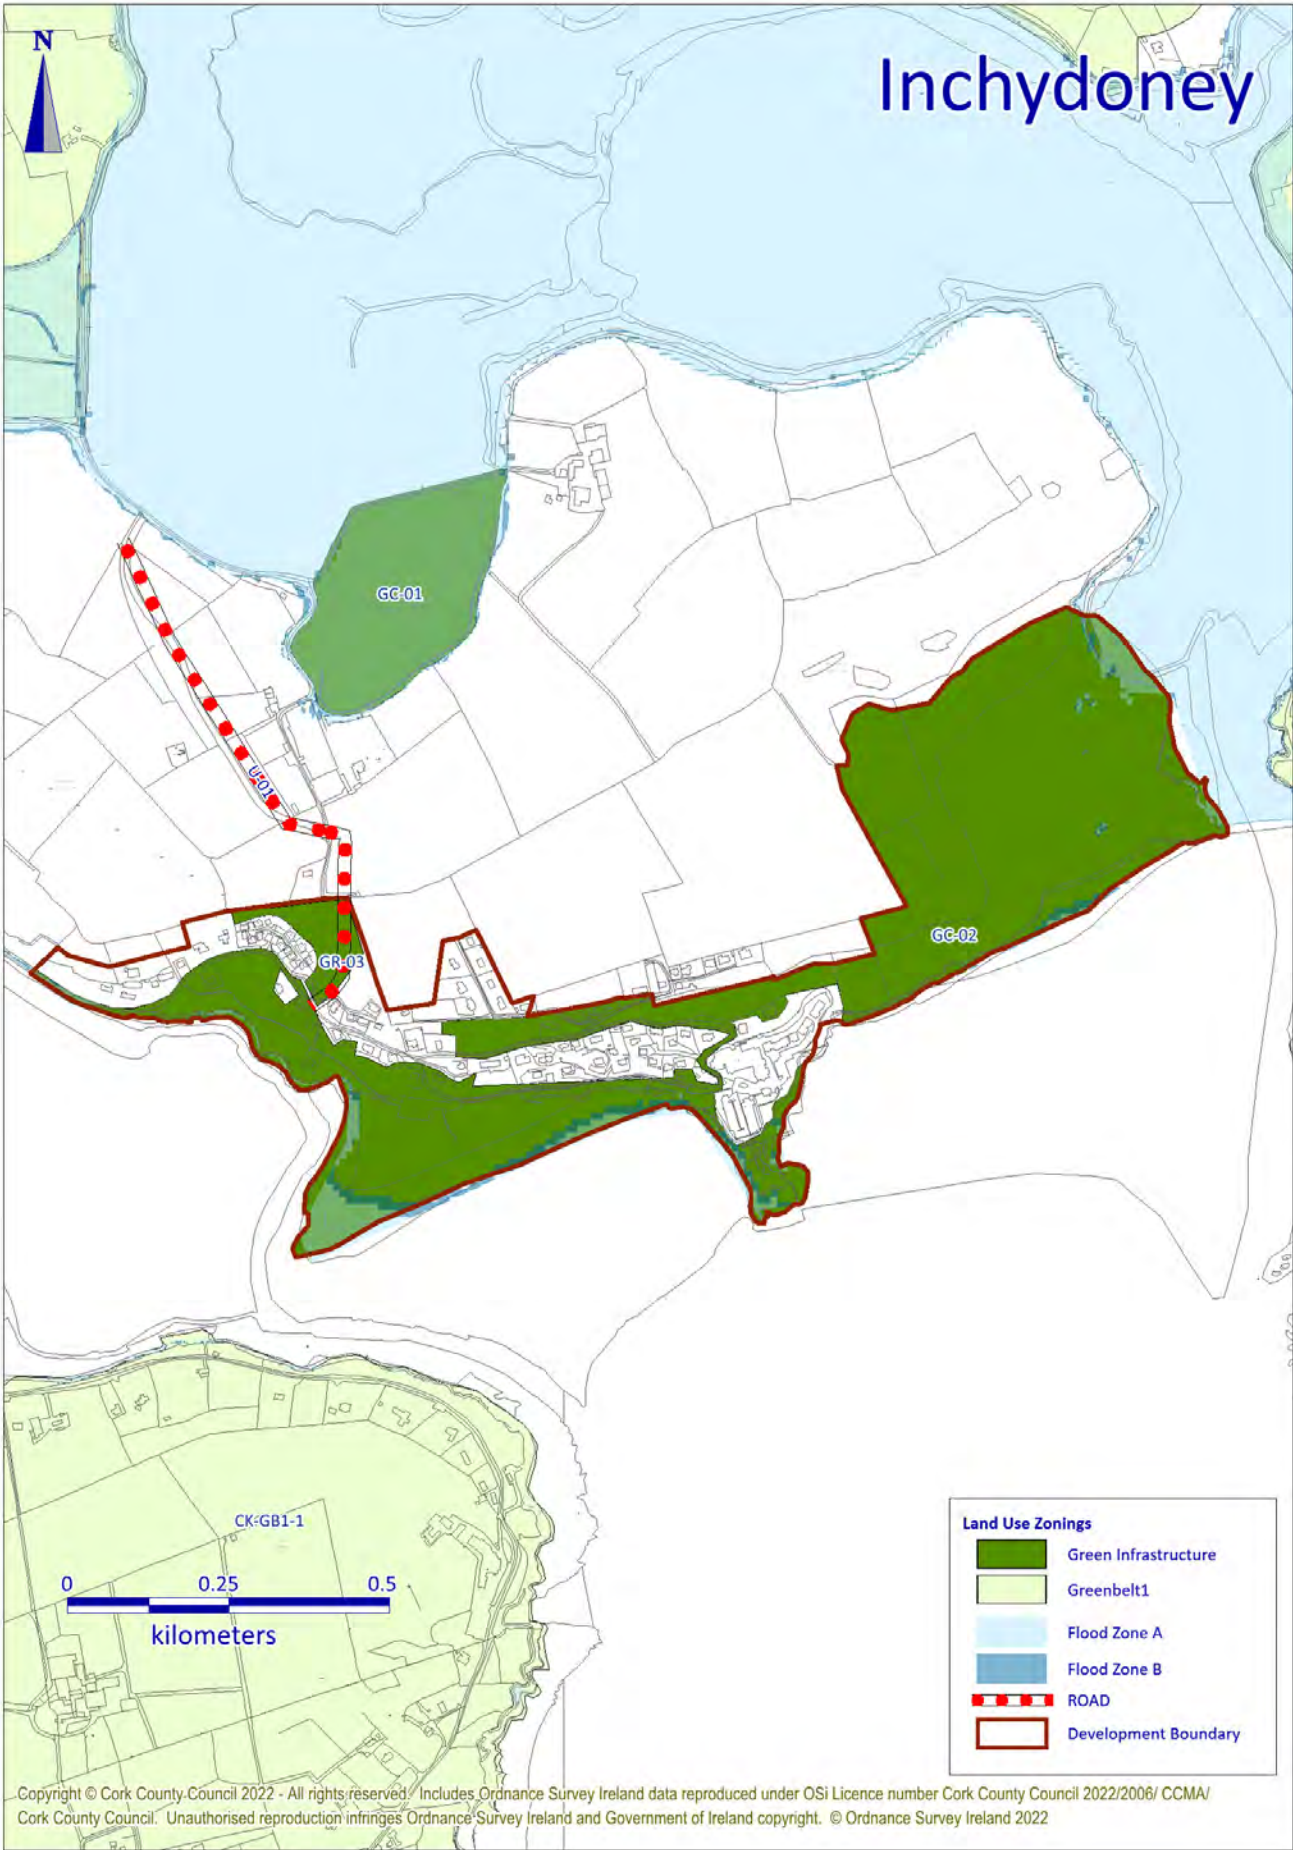 N
Inchydoney
GC-01
U-01
GR-03
GC-02
CK-GB1-1
0 0.25 0.5
kilometers
Land Use Zonings
Green Infrastructure
Greenbelt1
Flood Zone A
Flood Zone B
ROAD
Development Boundary
Copyright © Cork County Council 2022 - All rights reserved. Includes Ordnance Survey Ireland data reproduced under OSi Licence number Cork County Council 2022/2006/ CCMA/
Cork County Council. Unauthorised reproduction infringes Ordnance Survey Ireland and Government of Ireland copyright. © Ordnance Survey Ireland 2022